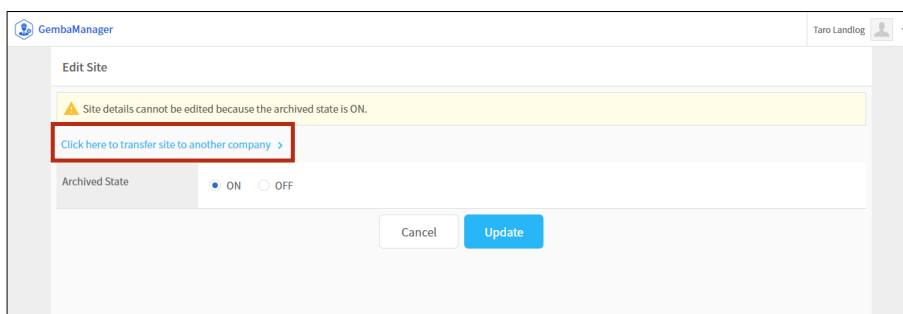 GembaManager
Taro Landlog
Edit Site
Site details cannot be edited because the archived state is ON.
Click here to transfer site to another company >
Archived State
ON OFF
Cancel Update